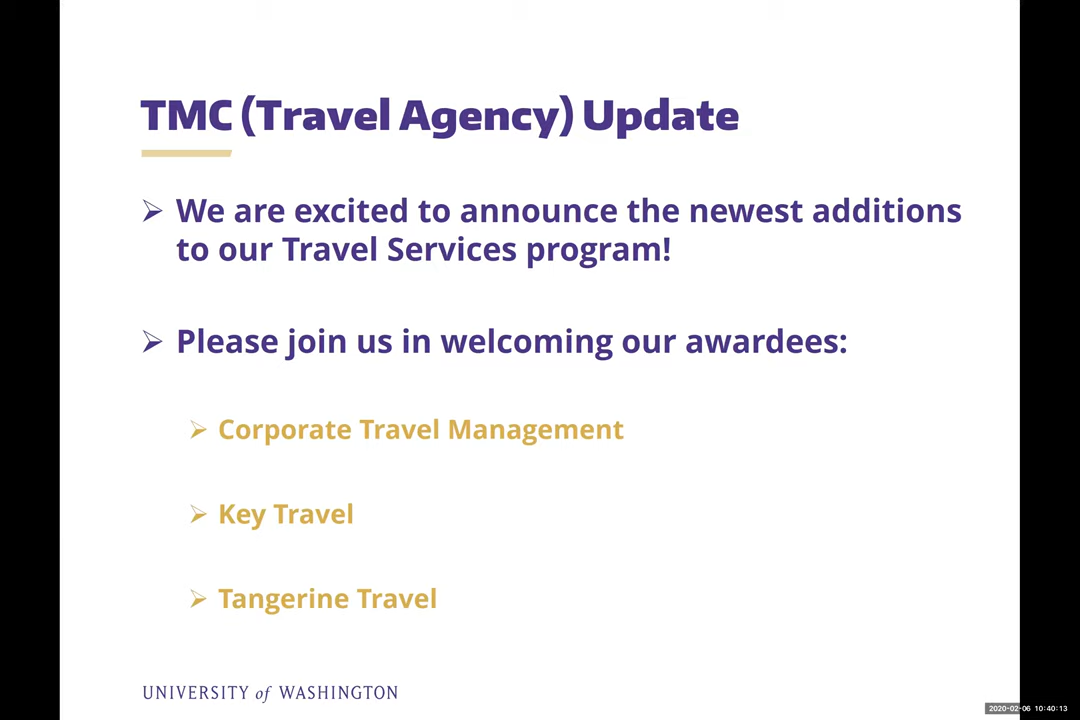 TMC (Travel Agency) Update
➢ We are excited to announce the newest additions
to our Travel Services program!
➢ Please join us in welcoming our awardees:
➢ Corporate Travel Management
➢ Key Travel
➢ Tangerine Travel
UNIVERSITY of WASHINGTON
2020-02-06 10:40:13